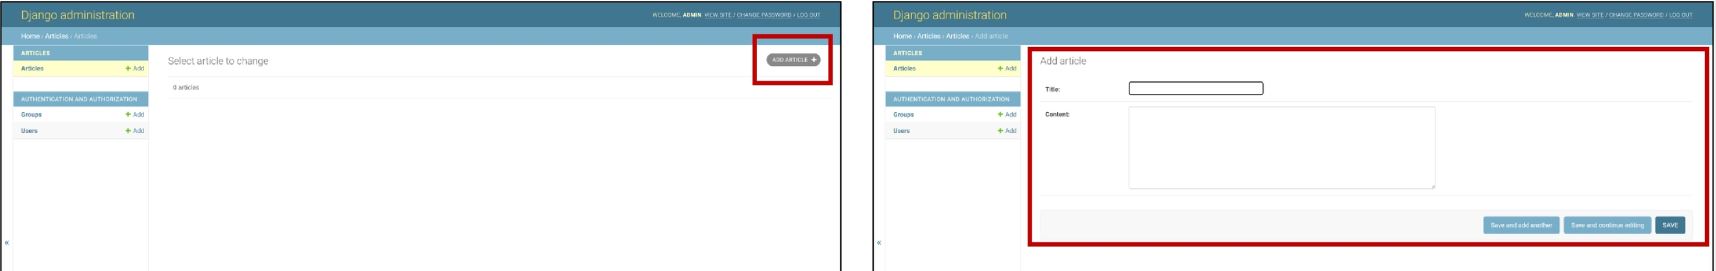 Django administration
WELCOME, ADMIN. VIEW SITE / CHANGE PASSWORD / LOG OUT
Home › Articles › Articles
ARTICLES
Articles + Add
AUTHENTICATION AND AUTHORIZATION
Groups + Add
Users + Add
«
Select article to change
ADD ARTICLE +
0 articles
Django administration
WELCOME, ADMIN. VIEW SITE / CHANGE PASSWORD / LOG OUT
Home › Articles › Articles › Add article
ARTICLES
Articles + Add
AUTHENTICATION AND AUTHORIZATION
Groups + Add
Users + Add
«
Add article
Title:
Content:
Save and add another Save and continue editing SAVE